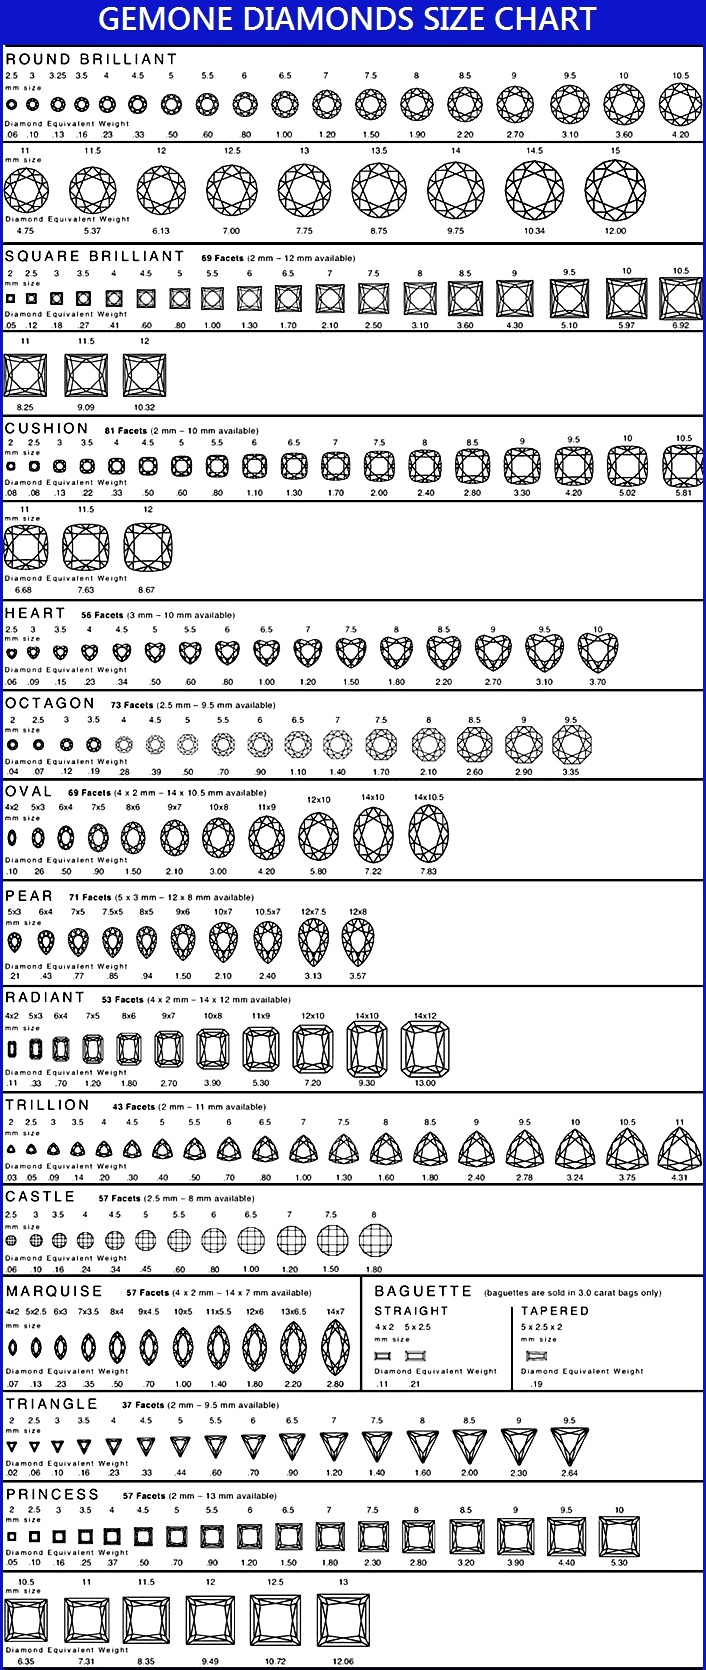 GEMONE DIAMONDS SIZE CHART
ROUND BRILLIANT
2.5 3 3.25 3.5 4 4.5 5 5.5 6 6.5 7 7.5 8 8.5 9 9.5 10 10.5
mm size
Diamond Equivalent Weight
.06 .10 .13 .16 .23 .33 .50 .60 .80 1.00 1.20 1.50 1.90 2.20 2.70 3.10 3.60 4.20
11 11.5 12 12.5 13 13.5 14 14.5 15
mm size
Diamond Equivalent Weight
4.75 5.37 6.13 7.00 7.75 8.75 9.75 10.34 12.00
SQUARE BRILLIANT 69 Facets (2 mm – 12 mm available)
2 2.5 3 3.5 4 4.5 5 5.5 6 6.5 7 7.5 8 8.5 9 9.5 10 10.5
mm size
Diamond Equivalent Weight
.05 .12 .18 .27 .41 .60 .80 1.00 1.30 1.70 2.10 2.50 3.10 3.60 4.30 5.10 5.97 6.92
11 11.5 12
8.25 9.09 10.32
CUSHION 81 Facets (2 mm – 10 mm available)
2 2.5 3 3.5 4 4.5 5 5.5 6 6.5 7 7.5 8 8.5 9 9.5 10 10.5
mm size
Diamond Equivalent Weight
.08 .08 .13 .22 .33 .50 .60 .80 1.10 1.30 1.70 2.00 2.40 2.80 3.30 4.20 5.02 5.81
11 11.5 12
mm size
Diamond Equivalent Weight
6.68 7.63 8.67
HEART 56 Facets (3 mm – 10 mm available)
2.5 3 3.5 4 4.5 5 5.5 6 6.5 7 7.5 8 8.5 9 9.5 10
mm size
Diamond Equivalent Weight
.06 .09 .15 .23 .34 .50 .60 .80 1.00 1.20 1.50 1.80 2.20 2.70 3.10 3.70
OCTAGON 73 Facets (2.5 mm – 9.5 mm available)
2 2.5 3 3.5 4 4.5 5 5.5 6 6.5 7 7.5 8 8.5 9 9.5
mm size
Diamond Equivalent Weight
.04 .07 .12 .19 .28 .39 .50 .70 .90 1.10 1.40 1.70 2.10 2.60 2.90 3.35
OVAL 69 Facets (4 x 2 mm – 14 x 10.5 mm available)
4x2 5x3 6x4 7x5 8x6 9x7 10x8 11x9 12x10 14x10 14x10.5
mm size
Diamond Equivalent Weight
.10 .26 .50 .90 1.50 2.10 3.00 4.20 5.80 7.22 7.83
PEAR 71 Facets (5 x 3 mm – 12 x 8 mm available)
5x3 6x4 7x5 7.5x5 8x5 9x6 10x7 10.5x7 12x7.5 12x8
mm size
Diamond Equivalent Weight
.21 .43 .77 .85 .94 1.50 2.10 2.40 3.13 3.57
RADIANT 53 Facets (4 x 2 mm – 14 x 12 mm available)
4x2 5x3 6x4 7x5 8x6 9x7 10x8 11x9 12x10 14x10 14x12
mm size
Diamond Equivalent Weight
.11 .33 .70 1.20 1.80 2.70 3.90 5.30 7.20 9.30 13.00
TRILLION 43 Facets (2 mm – 11 mm available)
2 2.5 3 3.5 4 4.5 5 5.5 6 6.5 7 7.5 8 8.5 9 9.5 10 10.5 11
mm size
Diamond Equivalent Weight
.03 .05 .09 .14 .20 .30 .40 .50 .70 .80 1.00 1.30 1.60 1.80 2.40 2.78 3.24 3.75 4.31
CASTLE 57 Facets (2.5 mm – 8 mm available)
2.5 3 3.5 4 4.5 5 5.5 6 6.5 7 7.5 8
mm size
Diamond Equivalent Weight
.06 .10 .16 .24 .34 .45 .60 .80 1.00 1.20 1.50 1.80
MARQUISE 57 Facets (4 x 2 mm – 14 x 7 mm available)
4x2 5x2.5 6x3 7x3.5 8x4 9x4.5 10x5 11x5.5 12x6 13x6.5 14x7
mm size
Diamond Equivalent Weight
.07 .13 .23 .35 .50 .70 1.00 1.40 1.80 2.20 2.80
BAGUETTE (baguettes are sold in 3.0 carat bags only)
STRAIGHT
4x2 5x2.5
mm size
Diamond Equivalent Weight
.11 .21
TAPERED
5x2.5x2
mm size
Diamond Equivalent Weight
.19
TRIANGLE 37 Facets (2 mm – 9.5 mm available)
2 2.5 3 3.5 4 4.5 5 5.5 6 6.5 7 7.5 8 8.5 9 9.5
mm size
Diamond Equivalent Weight
.02 .06 .10 .16 .23 .33 .44 .60 .70 .90 1.20 1.40 1.60 2.00 2.30 2.64
PRINCESS 57 Facets (2 mm – 13 mm available)
2 2.5 3 3.5 4 4.5 5 5.5 6 6.5 7 7.5 8 8.5 9 9.5 10
mm size
Diamond Equivalent Weight
.05 .10 .16 .25 .37 .50 .70 .90 1.20 1.50 1.80 2.30 2.80 3.20 3.90 4.40 5.30
10.5 11 11.5 12 12.5 13
mm size
Diamond Equivalent Weight
6.35 7.31 8.35 9.49 10.72 12.06